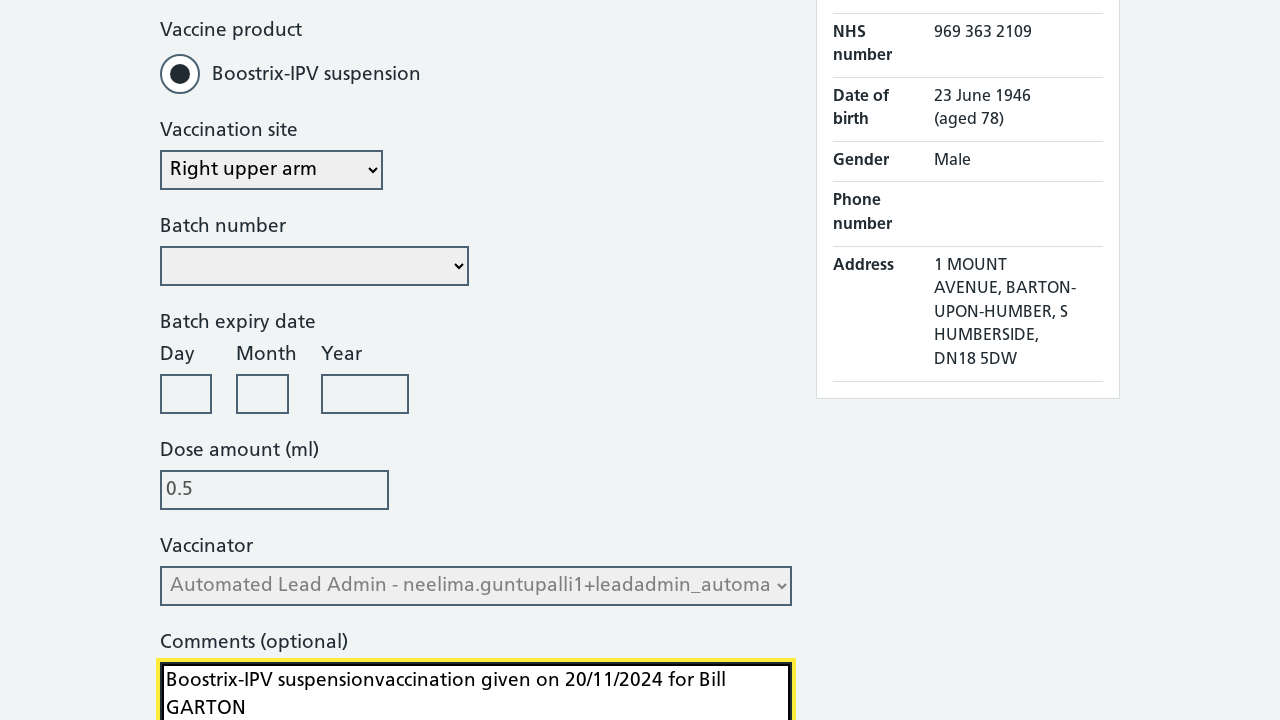 Vaccine product
Boostrix-IPV suspension
Vaccination site
Right upper arm
Batch number
Batch expiry date
Day Month Year
Dose amount (ml)
0.5
Vaccinator
Automated Lead Admin - neelima.guntupalli1+leadadmin_automa
Comments (optional)
Boostrix-IPV suspensionvaccination given on 20/11/2024 for Bill
GARTON
NHS number 969 363 2109
Date of birth 23 June 1946
(aged 78)
Gender Male
Phone number
Address 1 MOUNT
AVENUE, BARTON-
UPON-HUMBER, S
HUMBERSIDE,
DN18 5DW